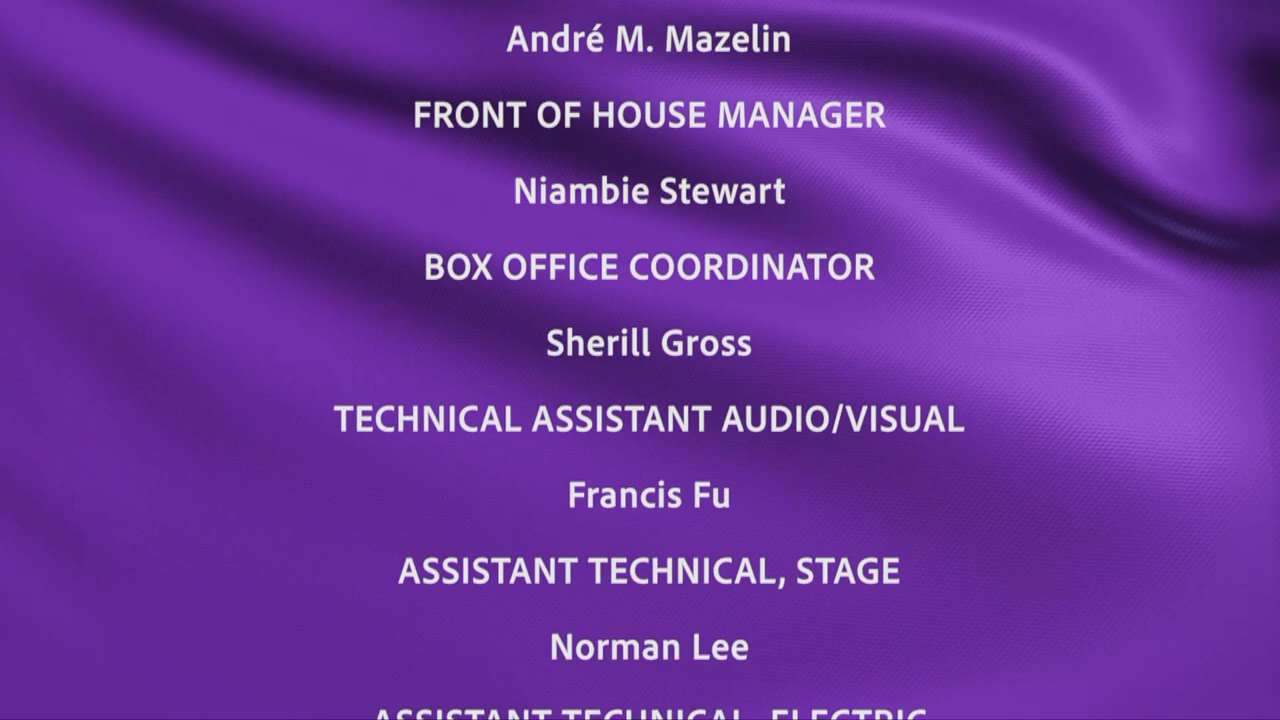 André M. Mazelin
FRONT OF HOUSE MANAGER
Niambie Stewart
BOX OFFICE COORDINATOR
Sherill Gross
TECHNICAL ASSISTANT AUDIO/VISUAL
Francis Fu
ASSISTANT TECHNICAL, STAGE
Norman Lee
ASSISTANT TECHNICAL, ELECTRIC